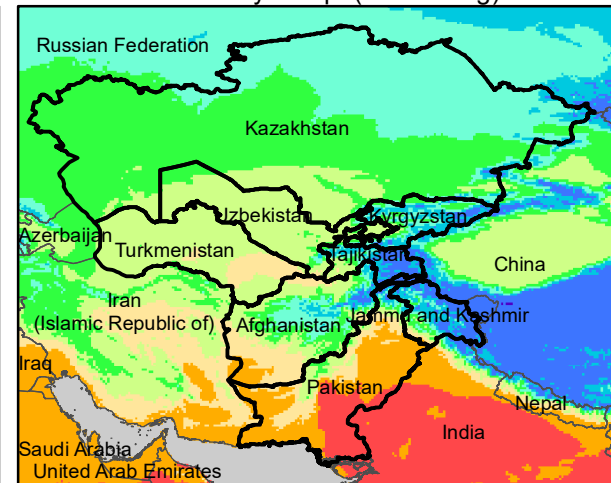 Russian Federation
Kazakhstan
Uzbekistan
Kyrgyzstan
Azerbaijan
Turkmenistan
Tajikistan
China
Iran
(Islamic Republic of)
Afghanistan
Jammu and Kashmir
Iraq
Pakistan
Nepal
India
Saudi Arabia
United Arab Emirates